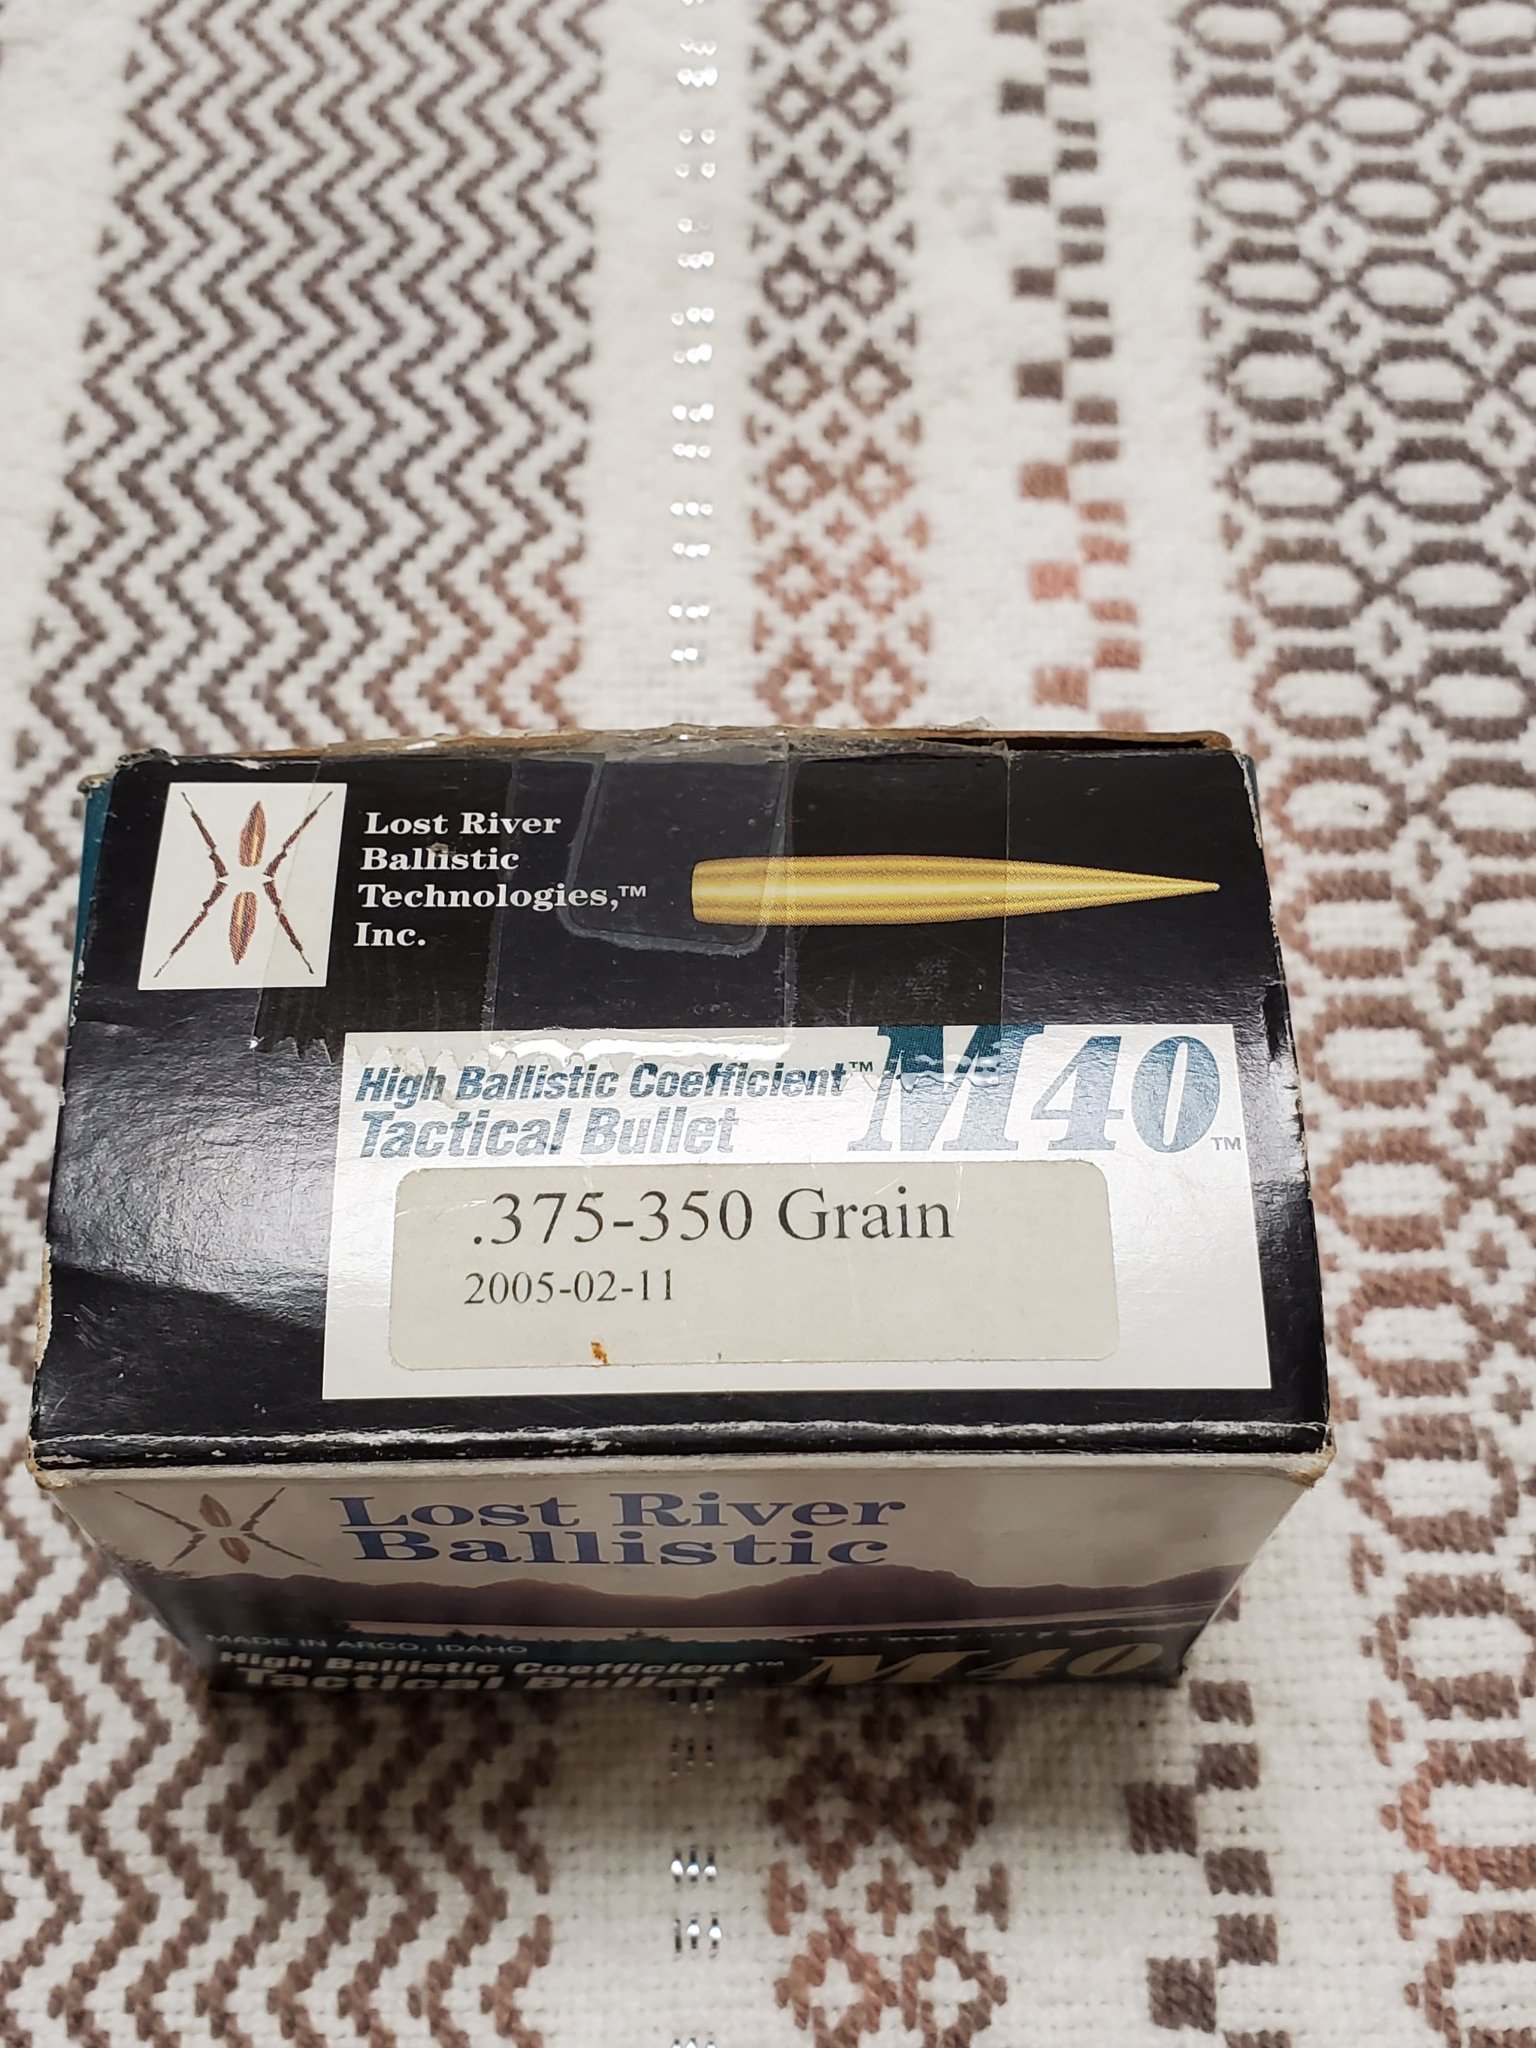 Lost River
Ballistic
Technologies,™
Inc.
High Ballistic Coefficient™
Tactical Bullet
M40™
.375-350 Grain
2005-02-11
Lost River
Ballistic
MADE IN ARCO, IDAHO
High Ballistic Coefficient™
Tactical Bullet
M40